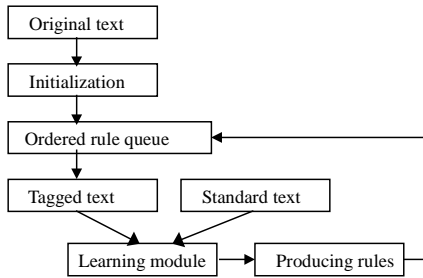 Original text
Initialization
Ordered rule queue
Tagged text
Standard text
Learning module
Producing rules